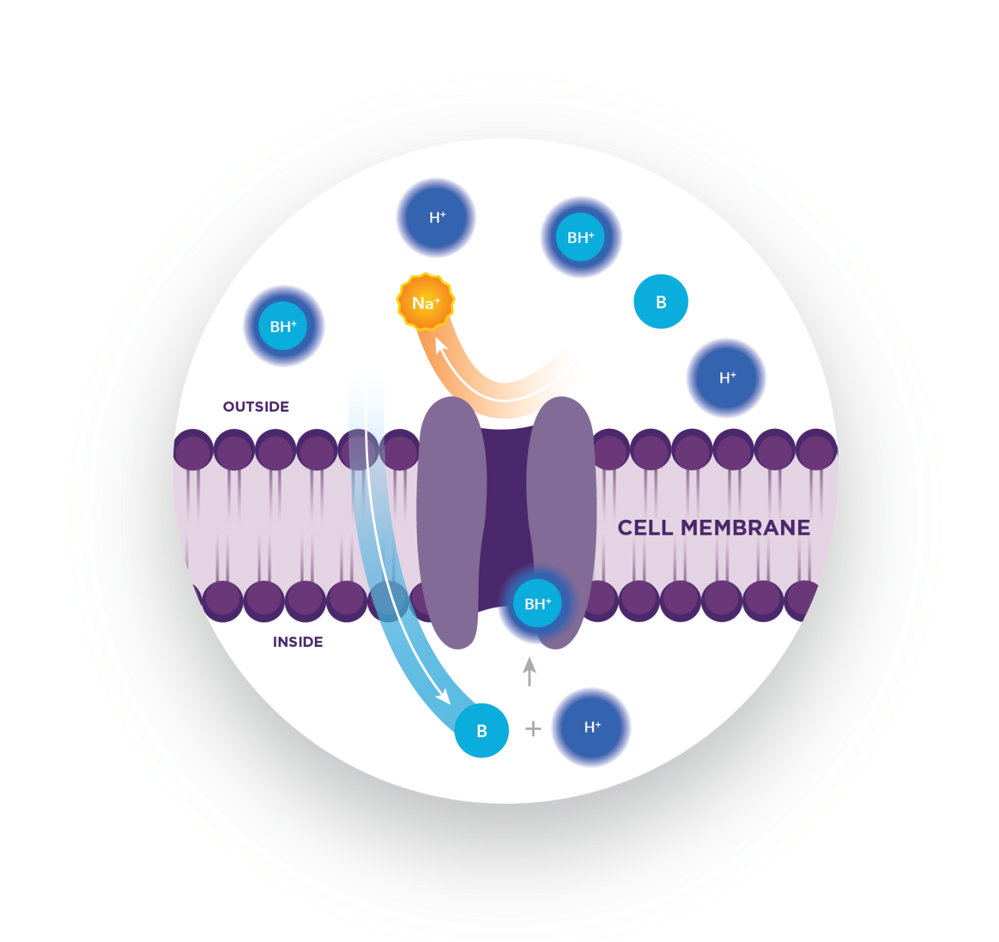 H⁺
BH⁺
Na⁺
B
BH⁺
H⁺
OUTSIDE
CELL MEMBRANE
BH⁺
INSIDE
B + H⁺